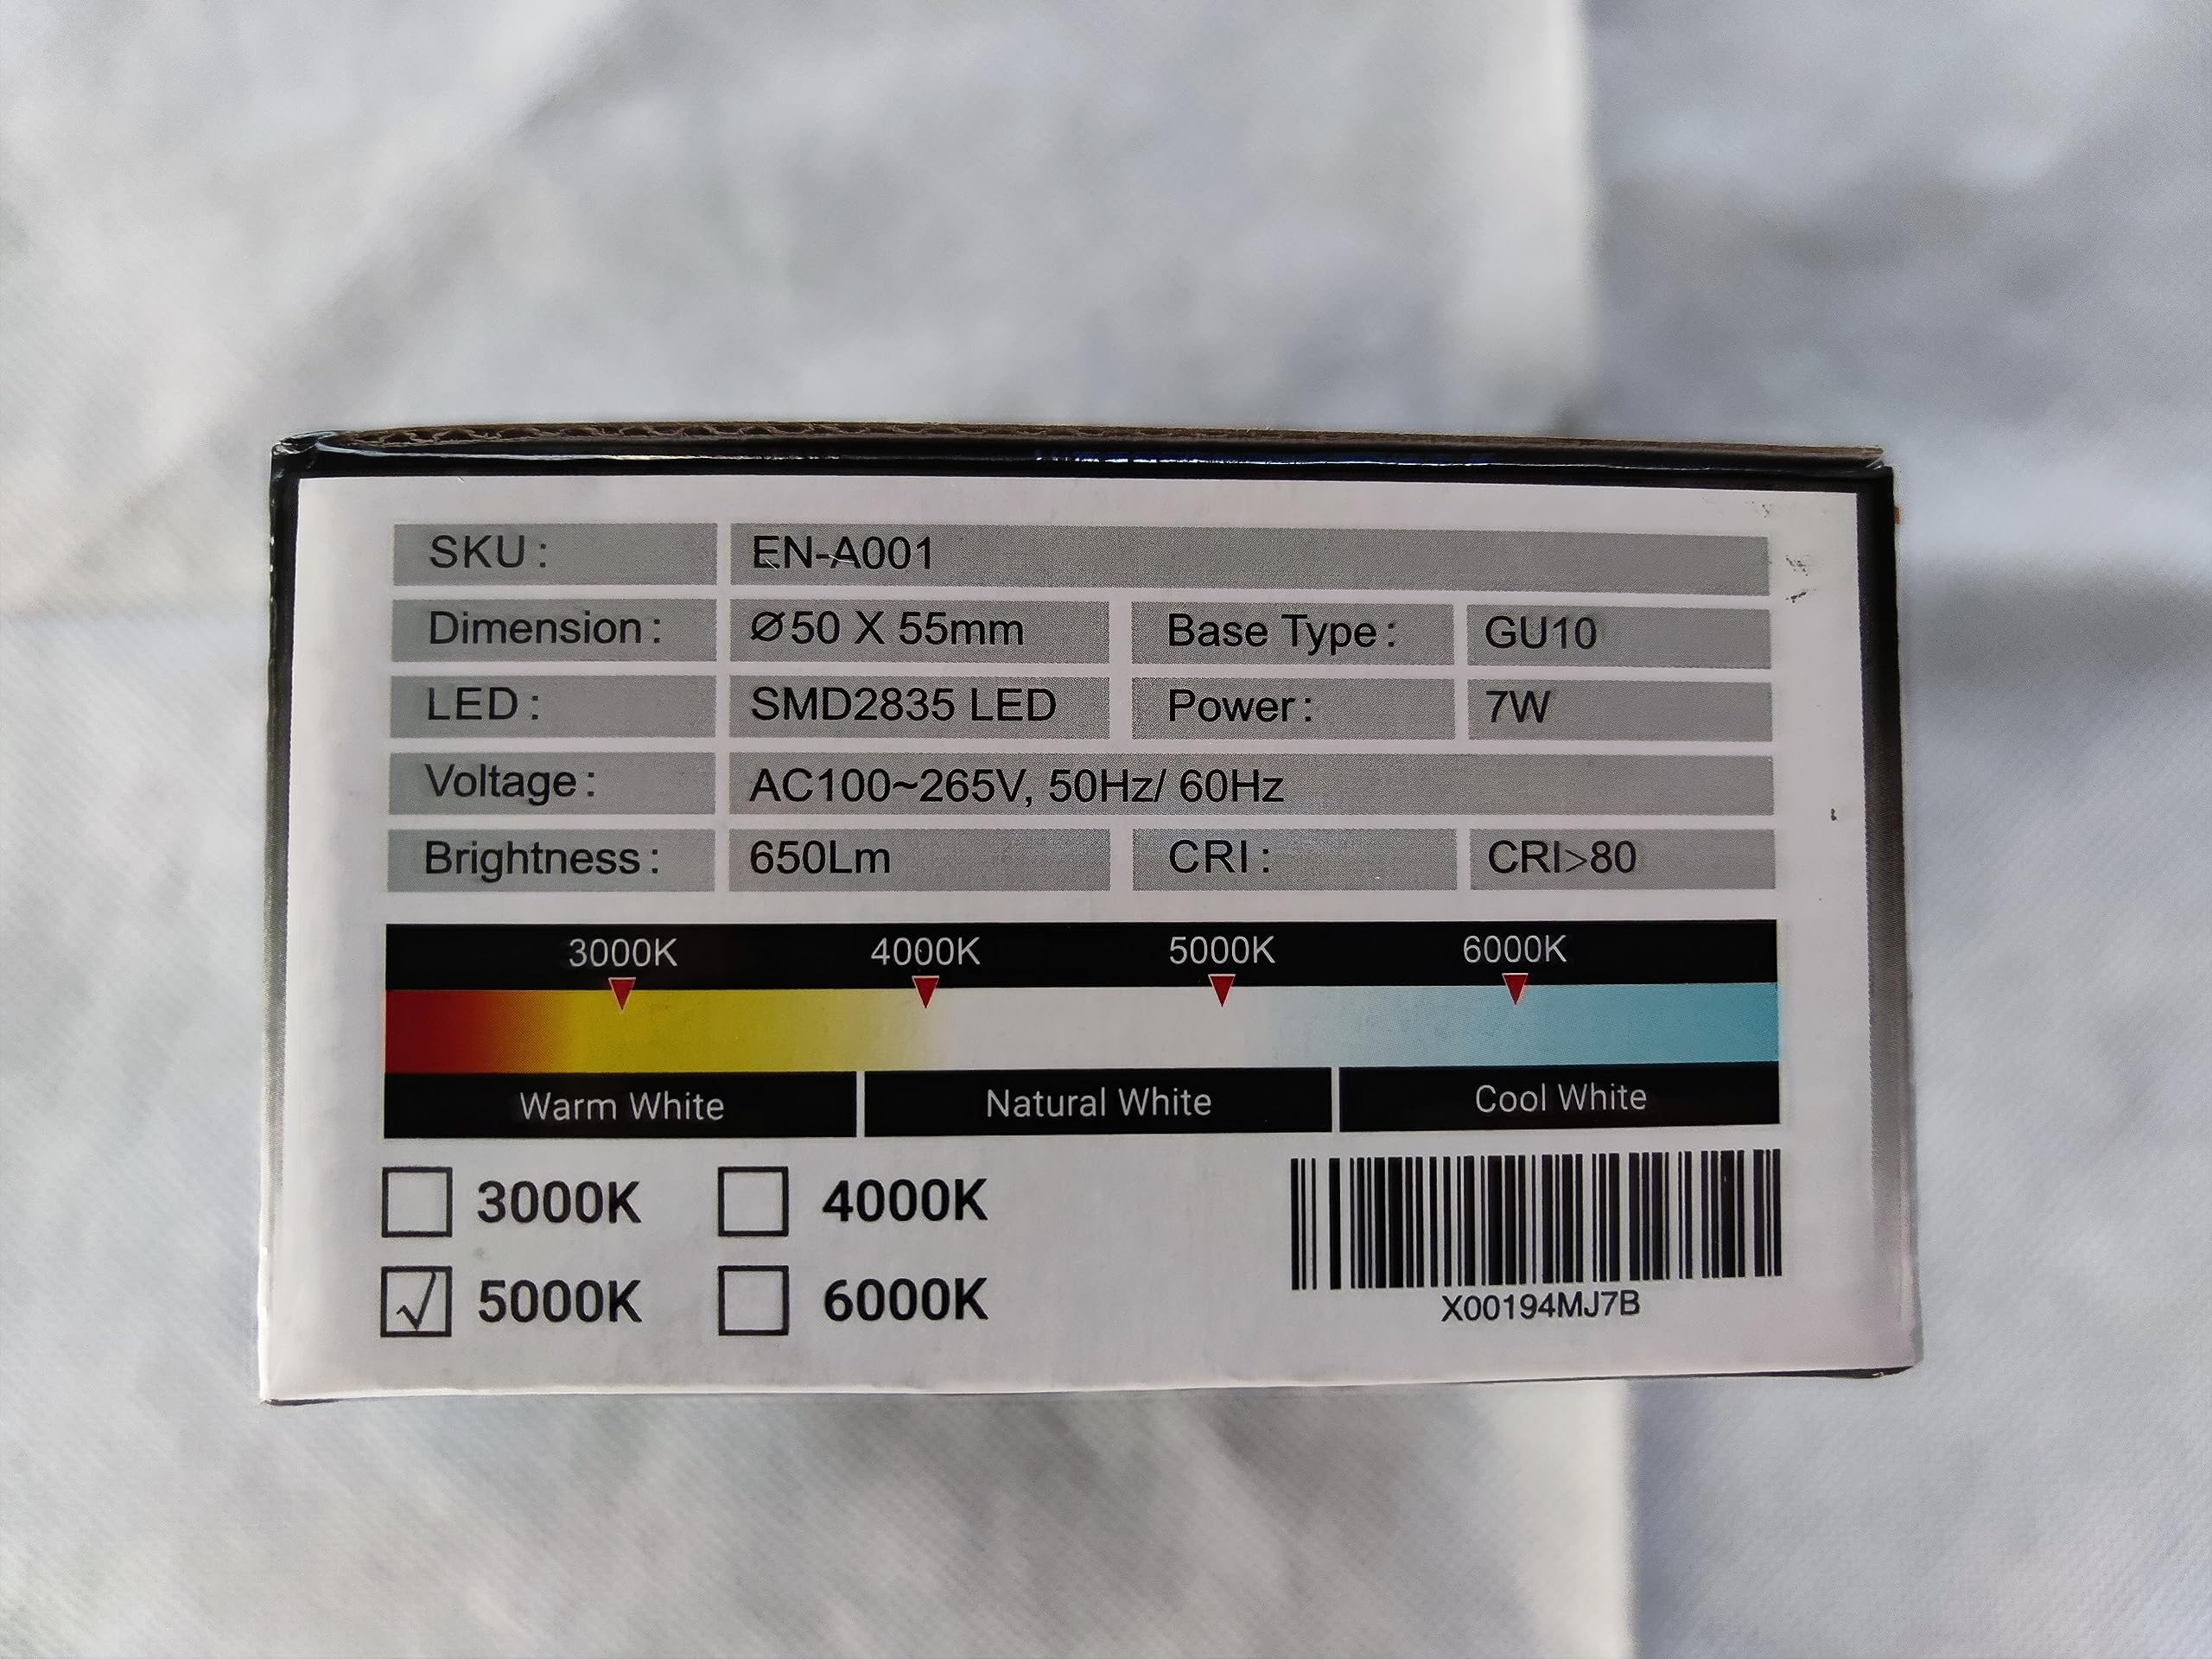 SKU: EN-A001
Dimension: Ø50 X 55mm Base Type: GU10
LED: SMD2835 LED Power: 7W
Voltage: AC100~265V, 50Hz/ 60Hz
Brightness: 650Lm CRI: CRI>80
3000K 4000K 5000K 6000K
Warm White Natural White Cool White
3000K 4000K
5000K 6000K
X00194MJ7B